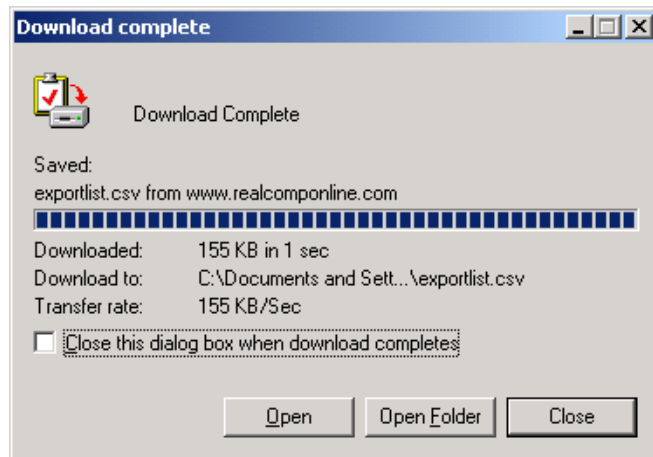 Download complete
Download Complete
Saved:
exportlist.csv from www.realcomponline.com
Downloaded: 155 KB in 1 sec
Download to: C:\Documents and Sett...\exportlist.csv
Transfer rate: 155 KB/Sec
Close this dialog box when download completes
Open Open Folder Close